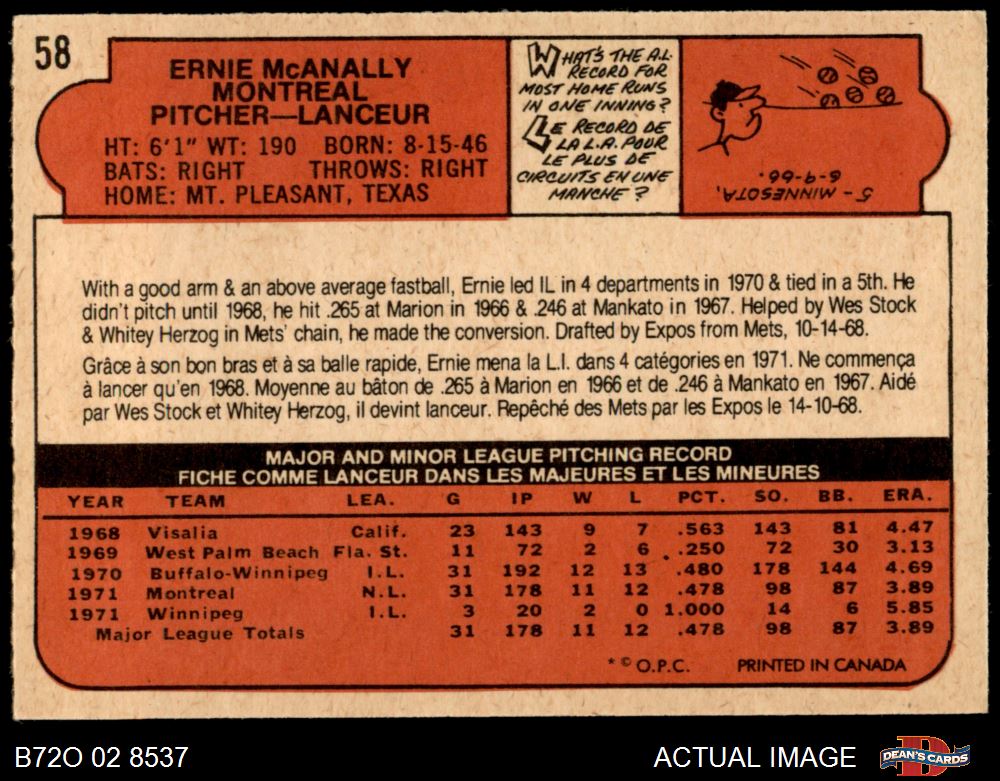 58
ERNIE McANALLY
MONTREAL
PITCHER—LANCEUR
HT: 6'1" WT: 190 BORN: 8-15-46
BATS: RIGHT THROWS: RIGHT
HOME: MT. PLEASANT, TEXAS
WHAT'S THE A.L.
RECORD FOR
MOST HOME RUNS
IN ONE INNING?
LE RECORD DE
LA L.A. POUR
LE PLUS DE
CIRCUITS EN UNE
MANCHE?
5 - MINNESOTA,
6-9-66.
With a good arm & an above average fastball, Ernie led IL in 4 departments in 1970 & tied in a 5th. He
didn't pitch until 1968, he hit .265 at Marion in 1966 & .246 at Mankato in 1967. Helped by Wes Stock
& Whitey Herzog in Mets' chain, he made the conversion. Drafted by Expos from Mets, 10-14-68.
Grâce à son bon bras et à sa balle rapide, Ernie mena la L.I. dans 4 catégories en 1971. Ne commença
à lancer qu'en 1968. Moyenne au bâton de .265 à Marion en 1966 et de .246 à Mankato en 1967. Aidé
par Wes Stock et Whitey Herzog, il devint lanceur. Repêché des Mets par les Expos le 14-10-68.
MAJOR AND MINOR LEAGUE PITCHING RECORD
FICHE COMME LANCEUR DANS LES MAJEURES ET LES MINEURES
YEAR TEAM LEA. G IP W L PCT. SO. BB. ERA.
1968 Visalia Calif. 23 143 9 7 .563 143 81 4.47
1969 West Palm Beach Fla. St. 11 72 2 6 .250 72 30 3.13
1970 Buffalo-Winnipeg I.L. 31 192 12 13 .480 178 144 4.69
1971 Montreal N.L. 31 178 11 12 .478 98 87 3.89
1971 Winnipeg I.L. 3 20 2 0 1.000 14 6 5.85
Major League Totals 31 178 11 12 .478 98 87 3.89
* © O.P.C. PRINTED IN CANADA
B72O 02 8537
ACTUAL IMAGE
DEAN'S CARDS